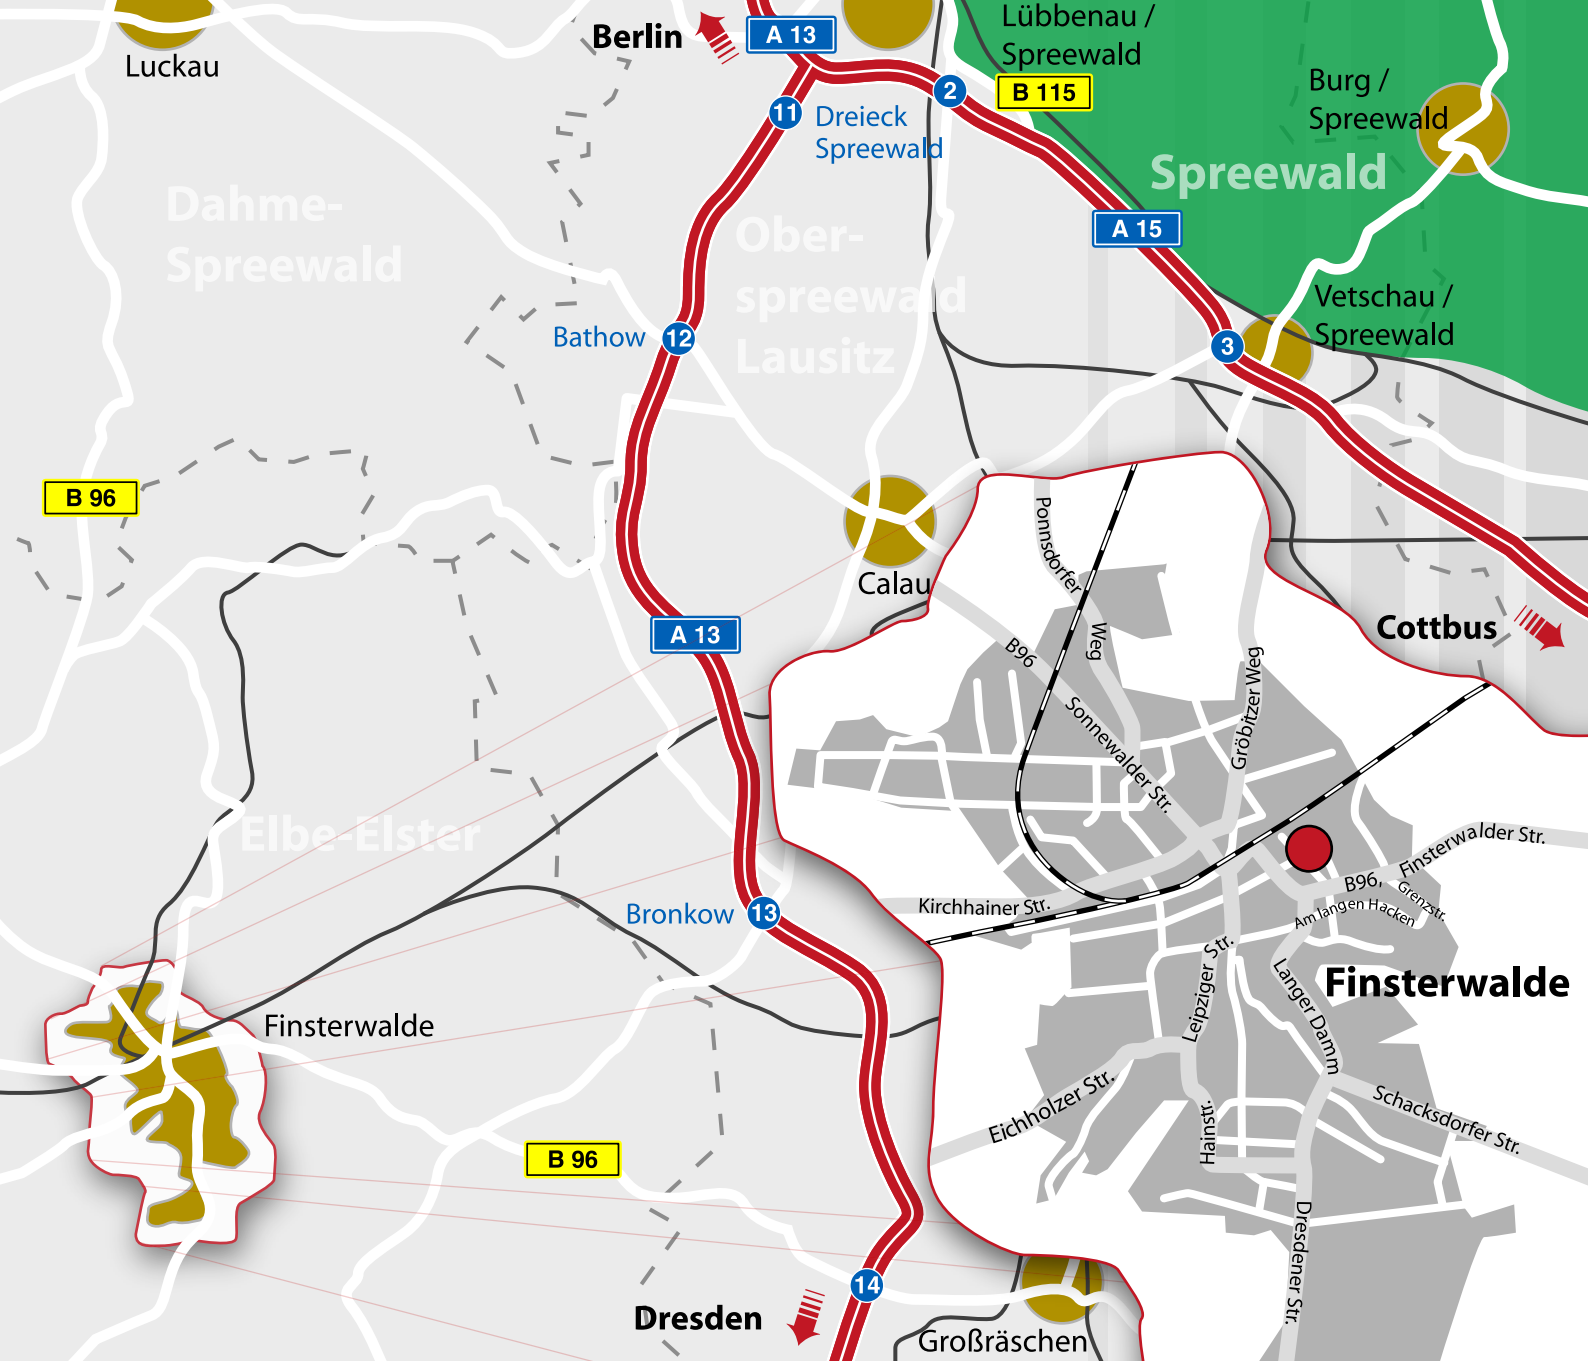 Berlin
A 13
Lübbenau /
Spreewald
Luckau
B 115
2
Burg /
Spreewald
11
Dreieck
Spreewald
Spreewald
Dahme-
Spreewald
Ober-
spreewald
Lausitz
A 15
Vetschau /
Spreewald
Bathow
12
3
B 96
Calau
Ponnsdorfer
Weg
B96
Sonnewalder Str.
Gröbitzer Weg
Cottbus
A 13
Elbe-Elster
Bronkow
13
Kirchhainer Str.
Finsterwalder Str.
B96
Grenzstr.
Am langen Hacken
Leipziger Str.
Langer Damm
Finsterwalde
Finsterwalde
Eichholzer Str.
Hainstr.
Schacksdorfer Str.
B 96
Dresdener Str.
14
Dresden
Großräschen